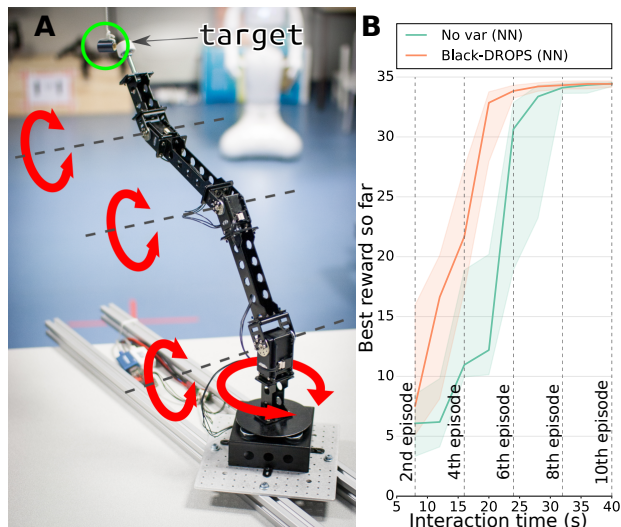 A
target
B
No var (NN)
Black-DROPS (NN)
35
30
25
20
15
10
5
0
Best reward so far
2nd episode
4th episode
6th episode
8th episode
10th episode
5 10 15 20 25 30 35 40
Interaction time (s)